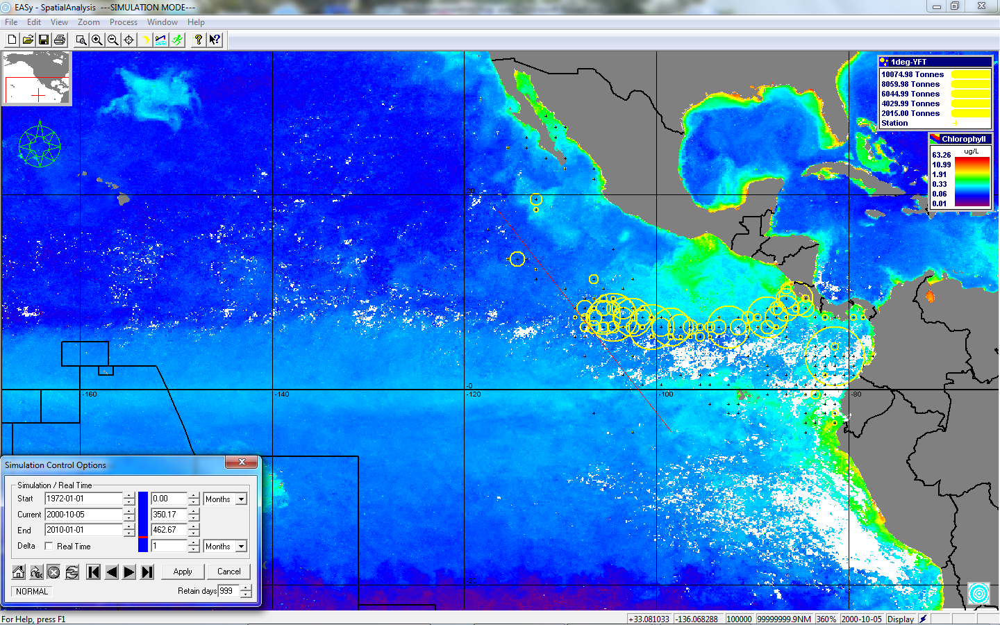 EASy - SpatialAnalysis ---SIMULATION MODE---
File Edit View Zoom Process Window Help
1deg-YFT
10074.98 Tonnes
8059.98 Tonnes
6044.99 Tonnes
4029.99 Tonnes
2015.00 Tonnes
Station
Chlorophyll
ug/L
63.26
10.99
1.91
0.33
0.06
0.01
20
-0
-160 -140 -120 -100 -80
Simulation Control Options
Simulation / Real Time
Start 1972-01-01 0.00 Months
Current 2000-10-05 350.17
End 2010-01-01 462.67
Delta Real Time 1 Months
Apply Cancel
NORMAL Retain days 999
For Help, press F1 +33.081033 -136.068288 100000 99999999.9NM 360% 2000-10-05 Display